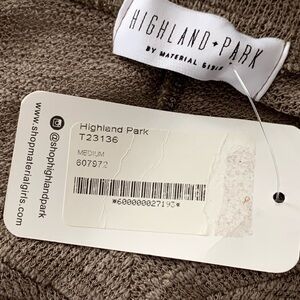 HIGHLAND+PARK
BY MATERIAL GIRLS
Highland Park
T23136
MEDIUM
607972
*600000027193*
@shophighlandpark
www.shopmaterialgirls.com